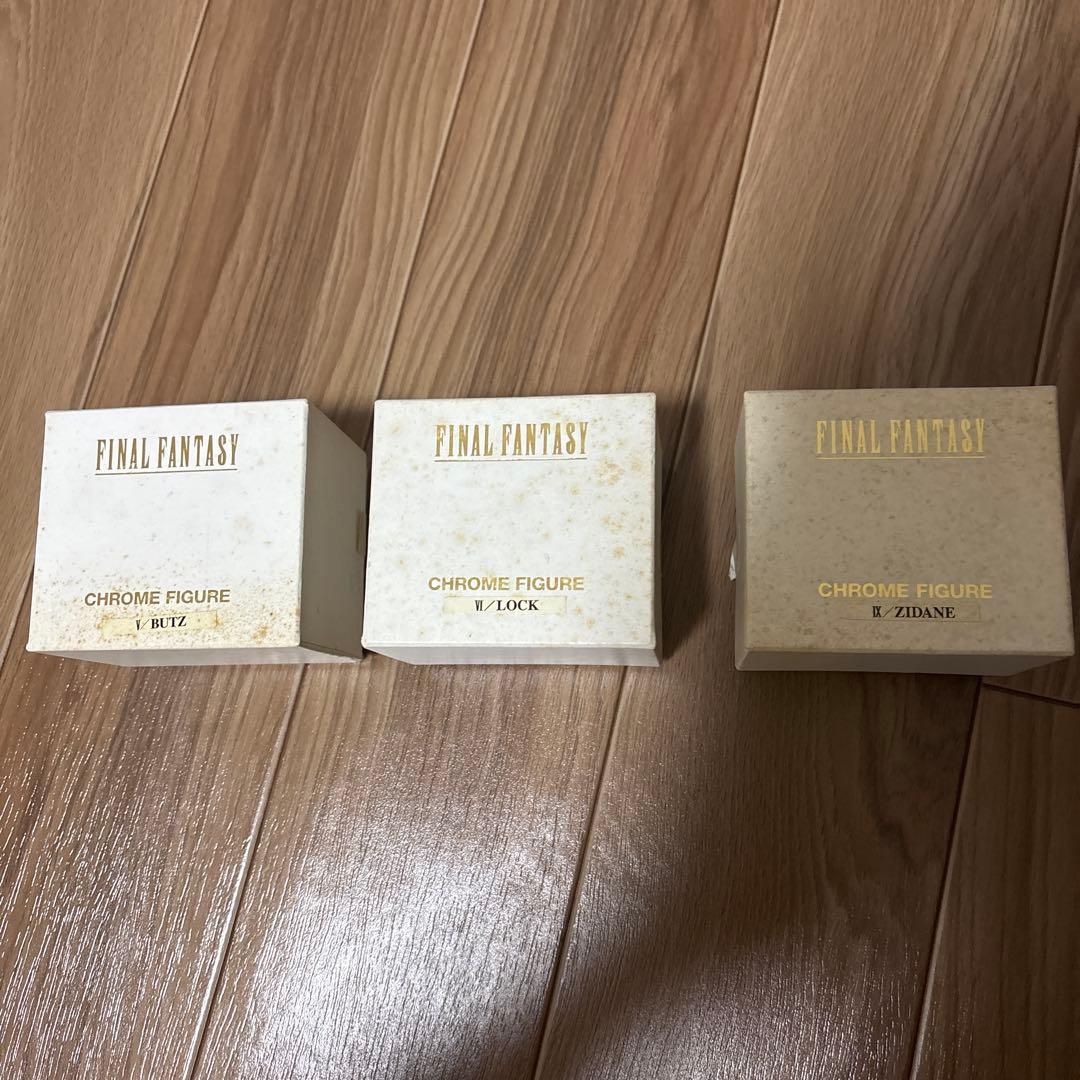 FINAL FANTASY
CHROME FIGURE
V/BUTZ
FINAL FANTASY
CHROME FIGURE
VI/LOCK
FINAL FANTASY
CHROME FIGURE
IX/ZIDANE